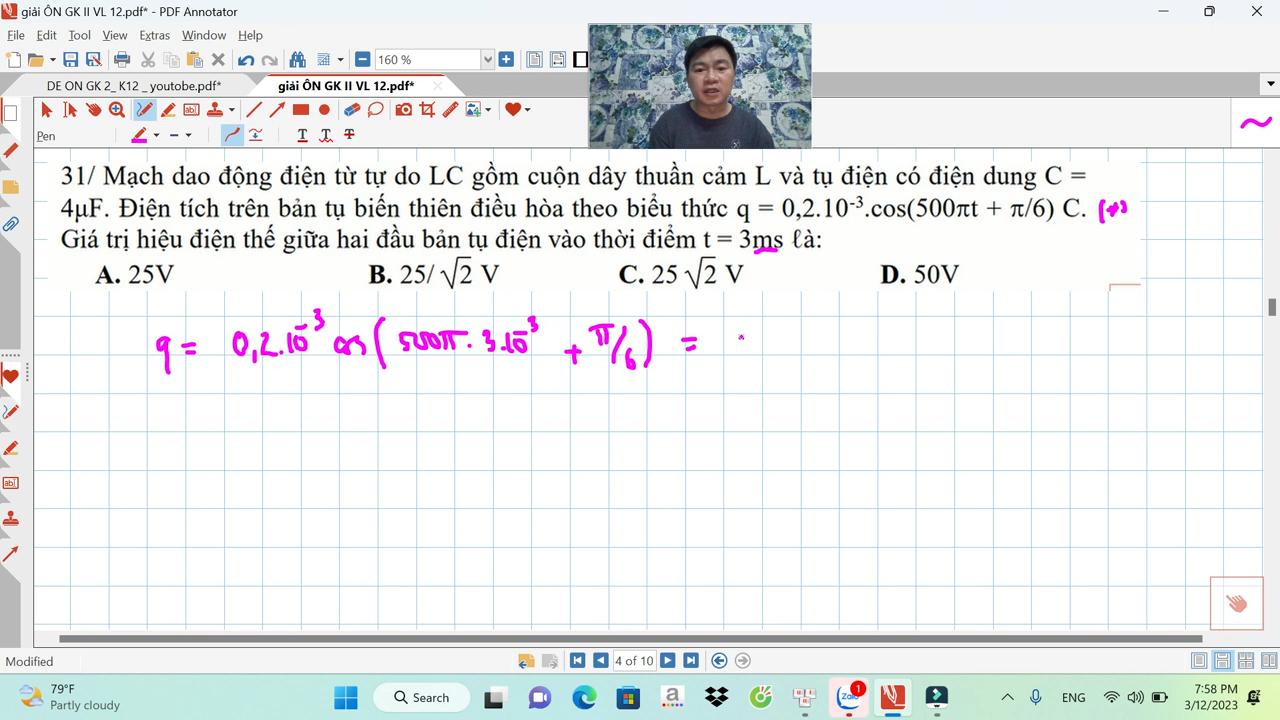 giải ÔN GK II VL 12.pdf* - PDF Annotator
File Edit Tool View Extras Window Help
160 %
DE ON GK 2_ K12 _ youtobe.pdf*
giải ÔN GK II VL 12.pdf*
Pen
31/ Mạch dao động điện từ tự do LC gồm cuộn dây thuần cảm L và tụ điện có điện dung C =
4μF. Điện tích trên bản tụ biến thiên điều hòa theo biểu thức q = 0,2.10⁻³.cos(500πt + π/6) C.
Giá trị hiệu điện thế giữa hai đầu bản tụ điện vào thời điểm t = 3ms ℓà:
A. 25V B. 25/ √2 V C. 25 √2 V D. 50V
q = 0,2.10⁻³ cos(500π. 3.10⁻³ + π/6) =
Modified
4 of 10
79°F
Partly cloudy
Search
a
Zalo
1
ENG
7:58 PM
3/12/2023